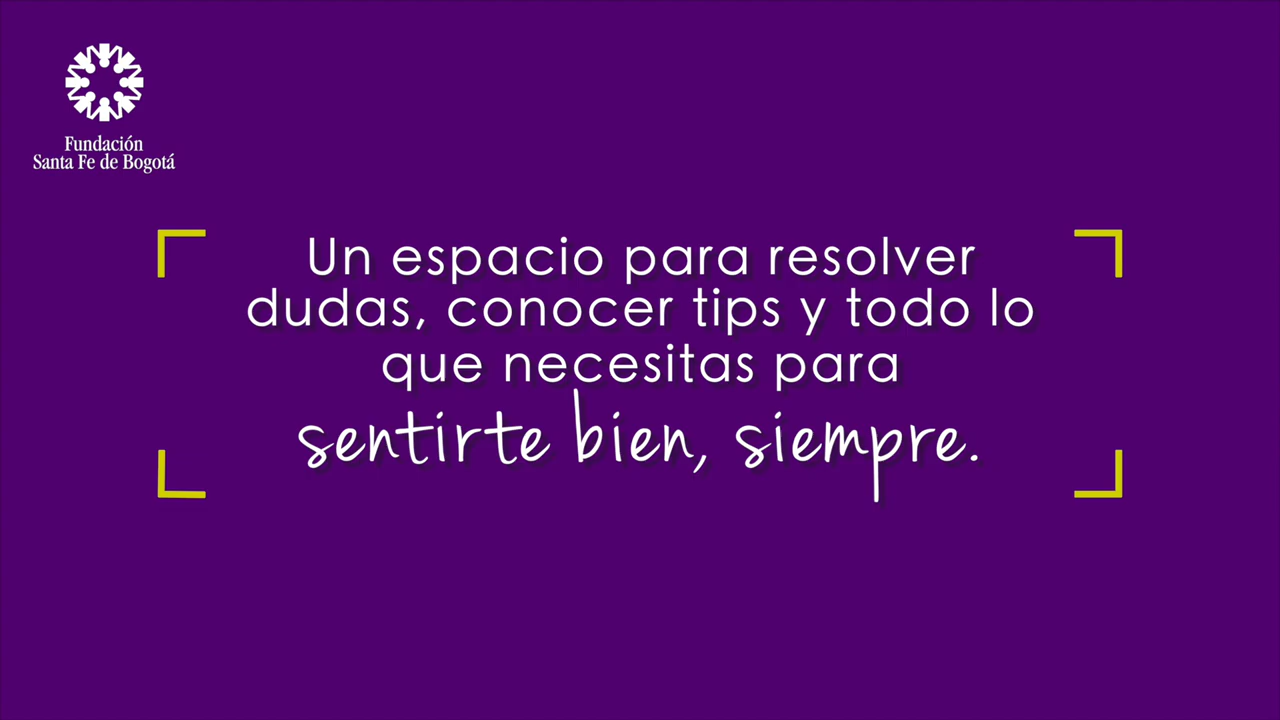 Fundación
Santa Fe de Bogotá
Un espacio para resolver
dudas, conocer tips y todo lo
que necesitas para
sentirte bien, siempre.